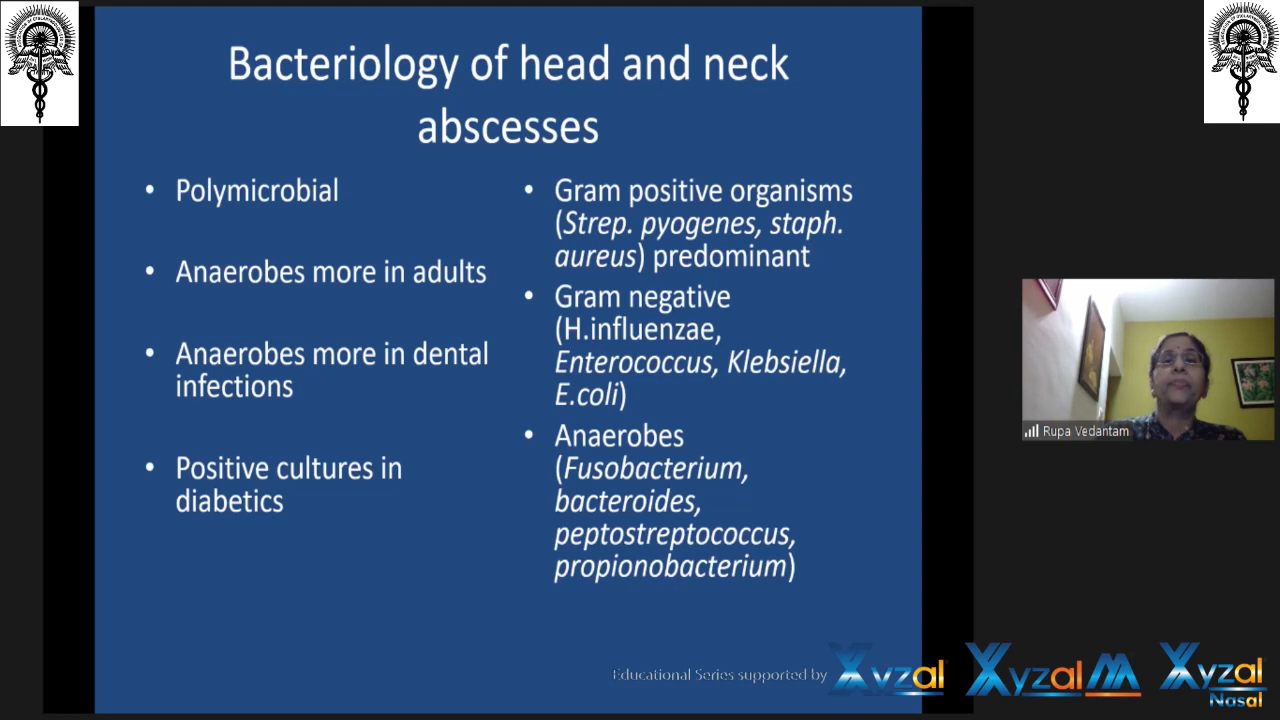 Bacteriology of head and neck
abscesses
• Polymicrobial
• Anaerobes more in adults
• Anaerobes more in dental
infections
• Positive cultures in
diabetics
• Gram positive organisms
(Strep. pyogenes, staph.
aureus) predominant
• Gram negative
(H.influenzae,
Enterococcus, Klebsiella,
E.coli)
• Anaerobes
(Fusobacterium,
bacteroides,
peptostreptococcus,
propionobacterium)
Rupa Vedantam
Educational Series supported by
Xyzal
Xyzal M
Xyzal
Nasal